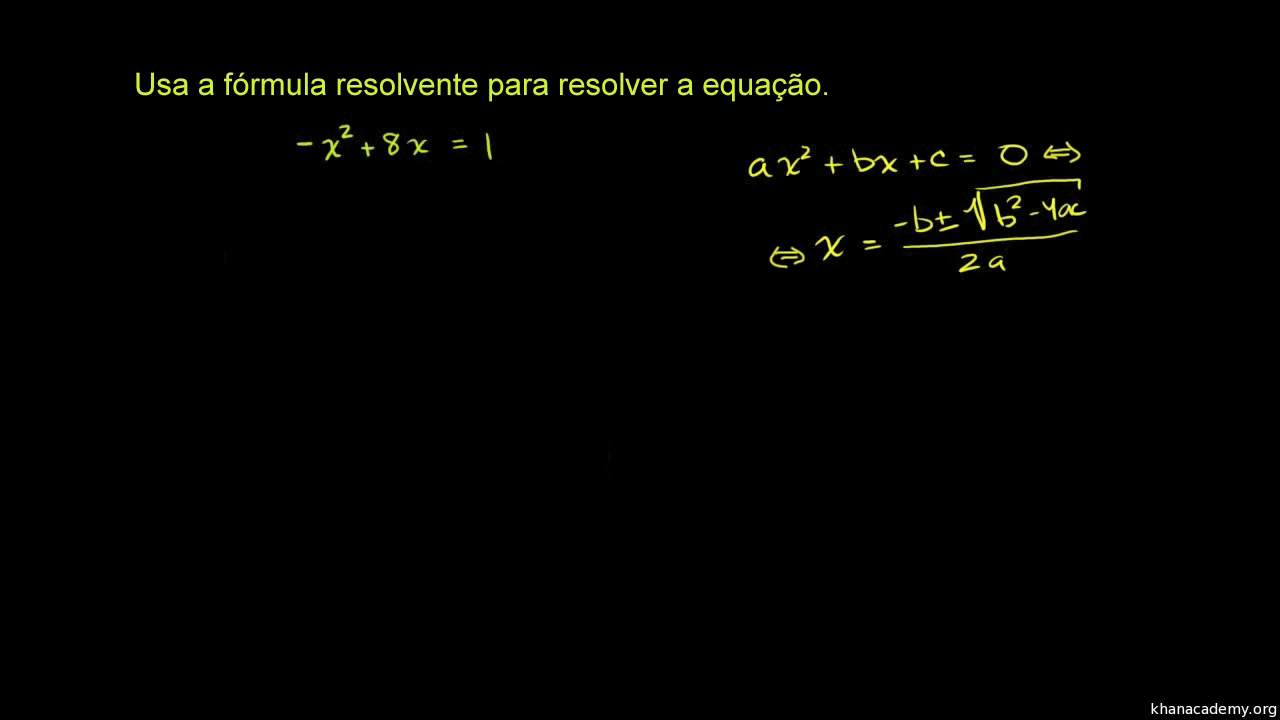 Usa a fórmula resolvente para resolver a equação.
-x² + 8x = 1
ax² + bx + c = 0 ⇔
⇔ x = (-b ± √(b² - 4ac)) / 2a
khanacademy.org